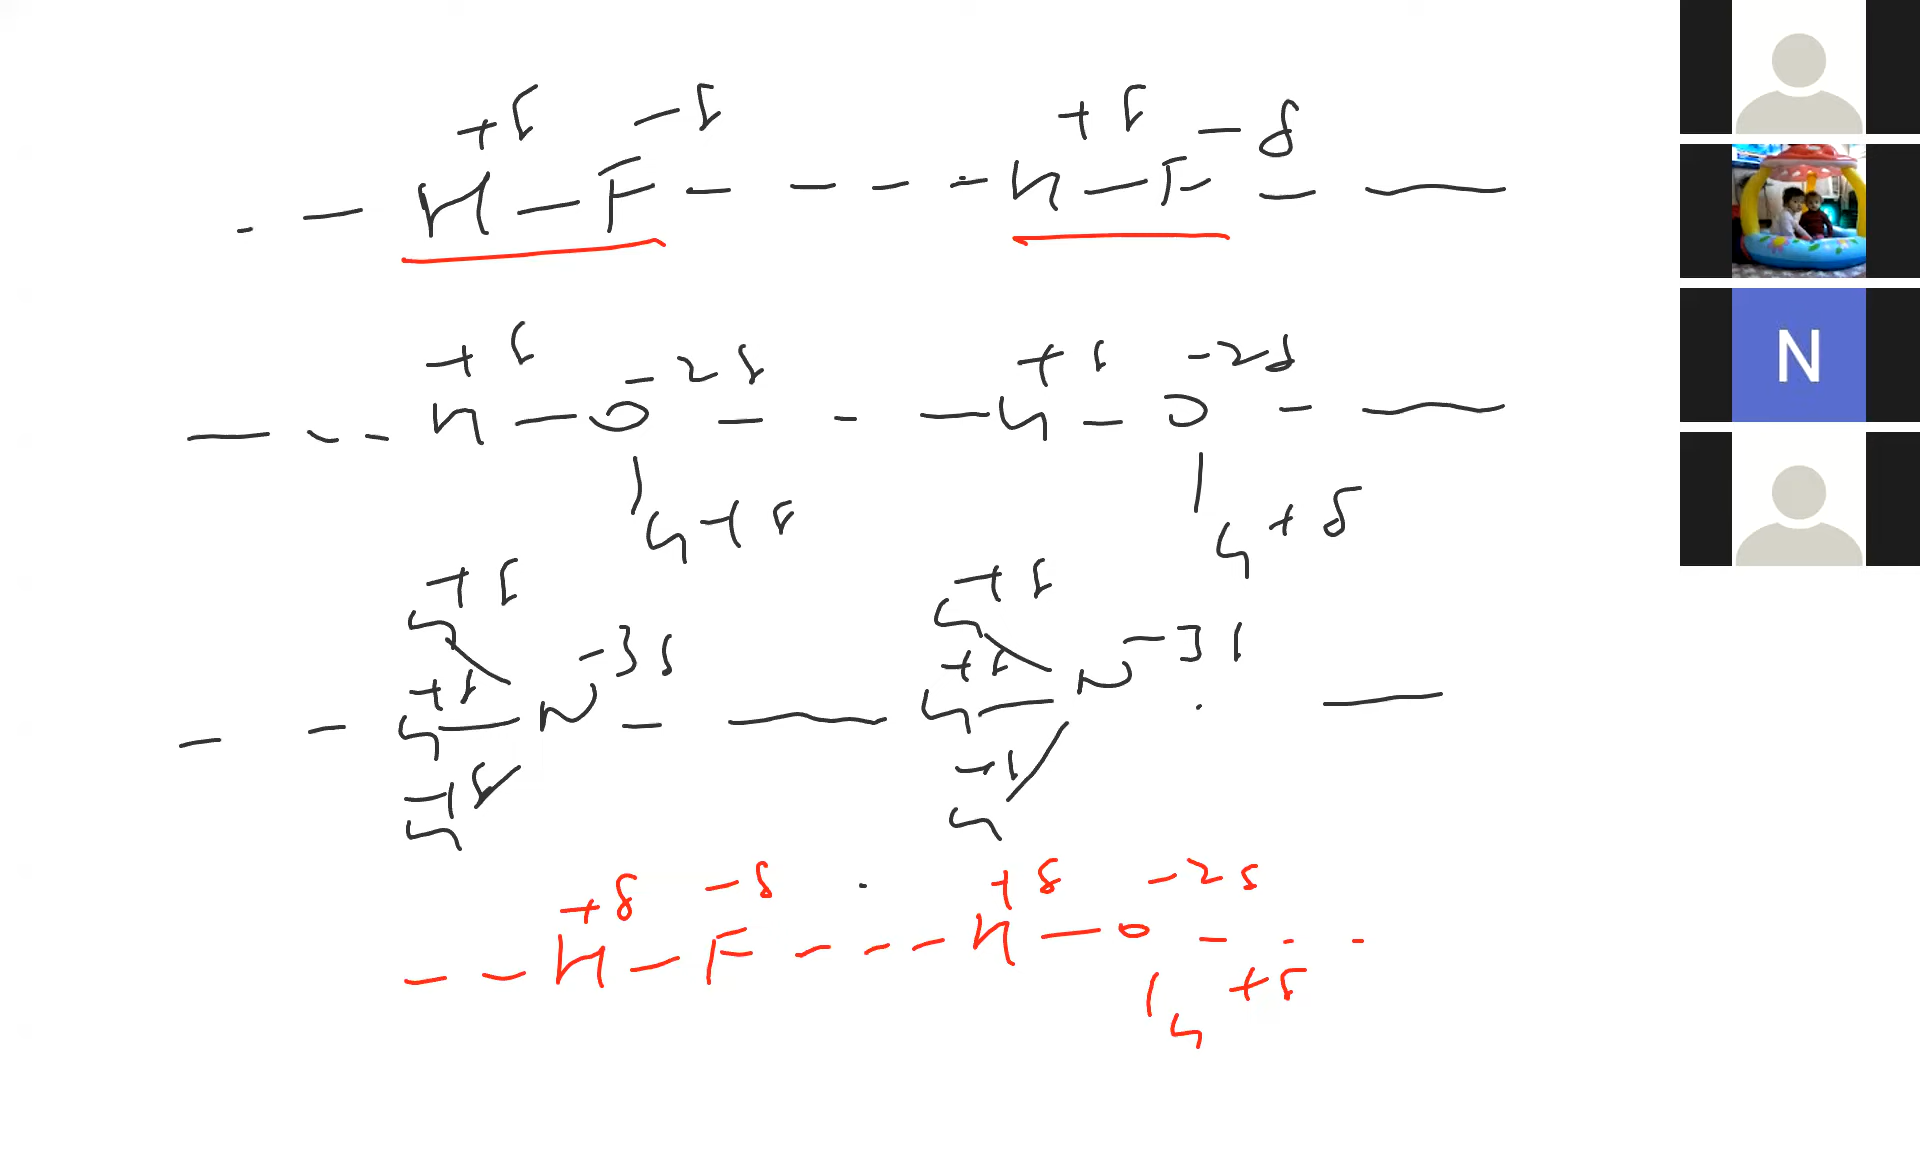 +δ -δ +δ -δ
- - H - F - - - - - H - F - -
+δ -2δ +δ -2δ
- - - H - O - - - H - O - -
| |
H +δ H +δ
+δ +δ
H H
+δ N -3δ +δ N -3δ
- - H - - H -
+δ +δ
H H
+δ -δ +δ -2δ
- - H - F - - - H - O - - -
| +δ
H
N